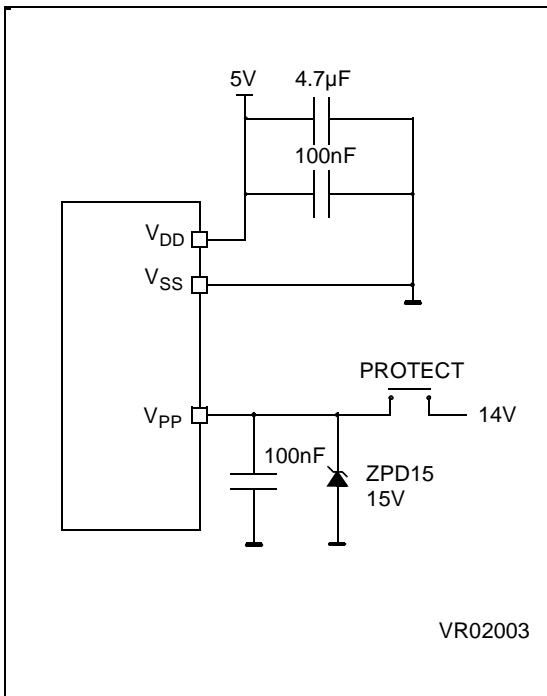 5V
4.7µF
100nF
VDD
VSS
PROTECT
VPP
14V
100nF
ZPD15
15V
VR02003